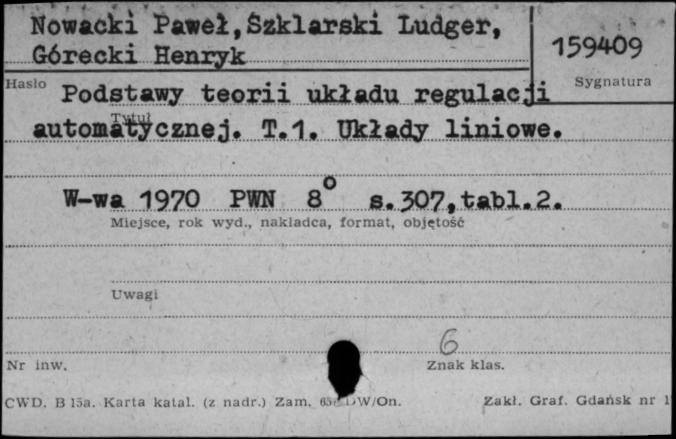 Nowacki Paweł, Szklarski Ludger,
Górecki Henryk
159409
Hasło
Sygnatura
Podstawy teorii układu regulacji
Tytuł
automatycznej. T.1. Układy liniowe.
W-wa 1970 PWN 8° s.307, tabl.2.
Miejsce, rok wyd., nakładca, format, objętość
Uwagi
6
Nr inw.
Znak klas.
CWD. B 15a. Karta katal. (z nadr.) Zam. DW/On.
Zakł. Graf. Gdańsk nr